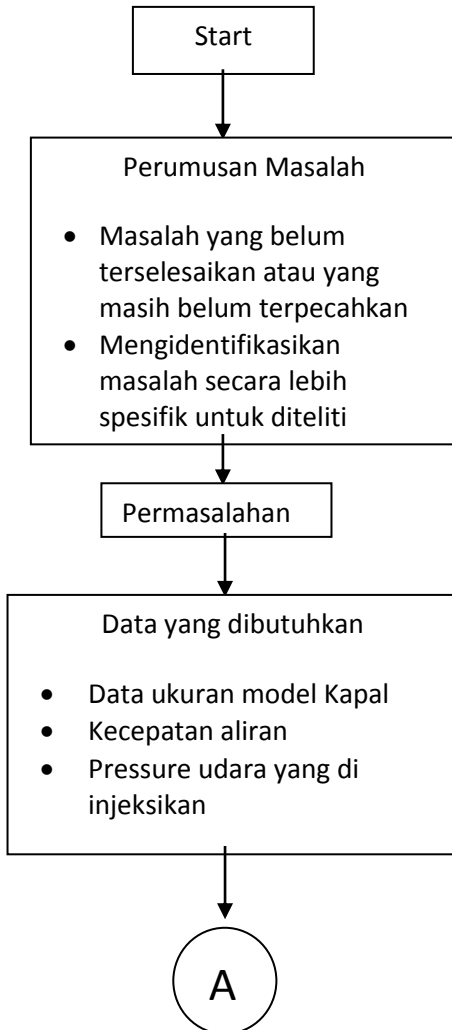 Start
Perumusan Masalah
• Masalah yang belum
terselesaikan atau yang
masih belum terpecahkan
• Mengidentifikasikan
masalah secara lebih
spesifik untuk diteliti
Permasalahan
Data yang dibutuhkan
• Data ukuran model Kapal
• Kecepatan aliran
• Pressure udara yang di
injeksikan
A